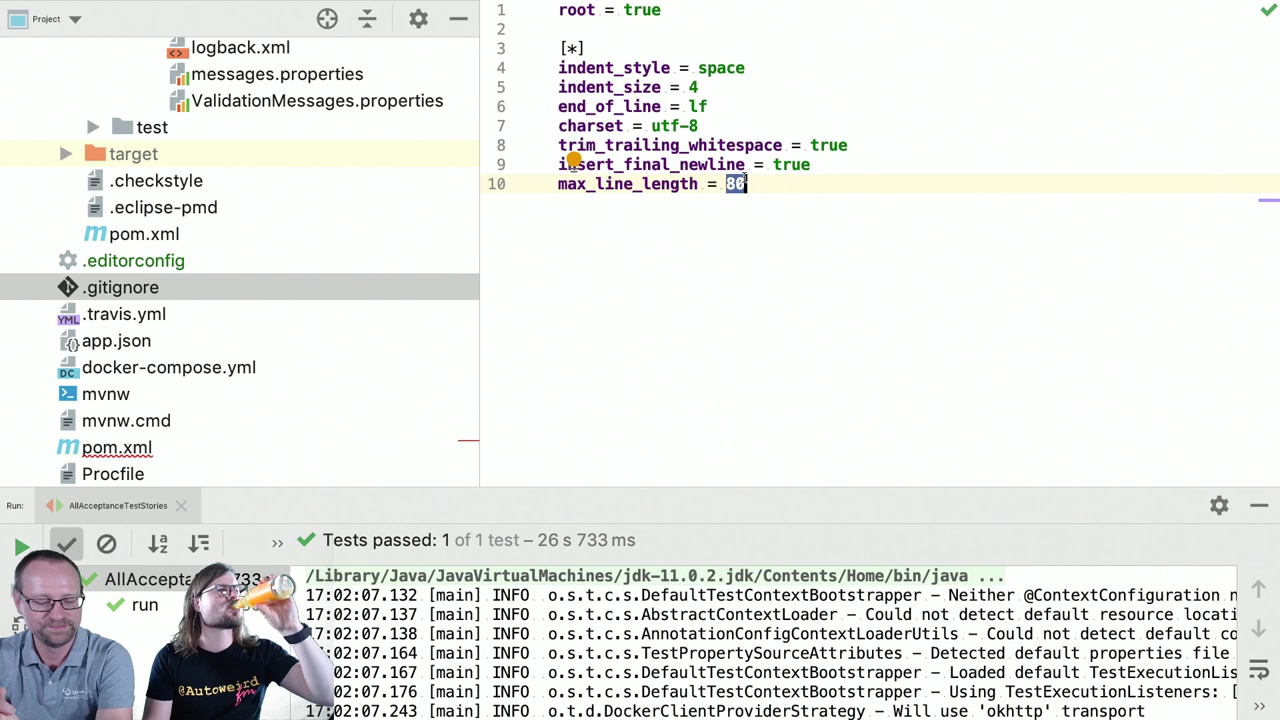 Project
logback.xml
messages.properties
ValidationMessages.properties
test
target
.checkstyle
.eclipse-pmd
pom.xml
.editorconfig
.gitignore
.travis.yml
app.json
docker-compose.yml
mvnw
mvnw.cmd
pom.xml
Procfile
1 root = true
2
3 [*]
4 indent_style = space
5 indent_size = 4
6 end_of_line = lf
7 charset = utf-8
8 trim_trailing_whitespace = true
9 insert_final_newline = true
10 max_line_length = 80
Run: AllAcceptanceTestStories
Tests passed: 1 of 1 test – 26 s 733 ms
AllAccepta
run
/Library/Java/JavaVirtualMachines/jdk-11.0.2.jdk/Contents/Home/bin/java ...
17:02:07.132 [main] INFO o.s.t.c.s.DefaultTestContextBootstrapper - Neither @ContextConfiguration n
17:02:07.137 [main] INFO o.s.t.c.s.AbstractContextLoader - Could not detect default resource locati
17:02:07.138 [main] INFO o.s.t.c.s.AnnotationConfigContextLoaderUtils - Could not detect default co
17:02:07.164 [main] INFO o.s.t.c.s.TestPropertySourceAttributes - Detected default properties file
17:02:07.167 [main] INFO o.s.t.c.s.DefaultTestContextBootstrapper - Loaded default TestExecutionLis
17:02:07.176 [main] INFO o.s.t.c.s.DefaultTestContextBootstrapper - Using TestExecutionListeners: [
17:02:07.243 [main] INFO o.t.d.DockerClientProviderStrategy - Will use 'okhttp' transport
@Autoweird
fm